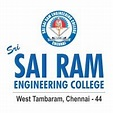 Sri
SAI RAM
ENGINEERING COLLEGE
West Tambaram, Chennai - 44